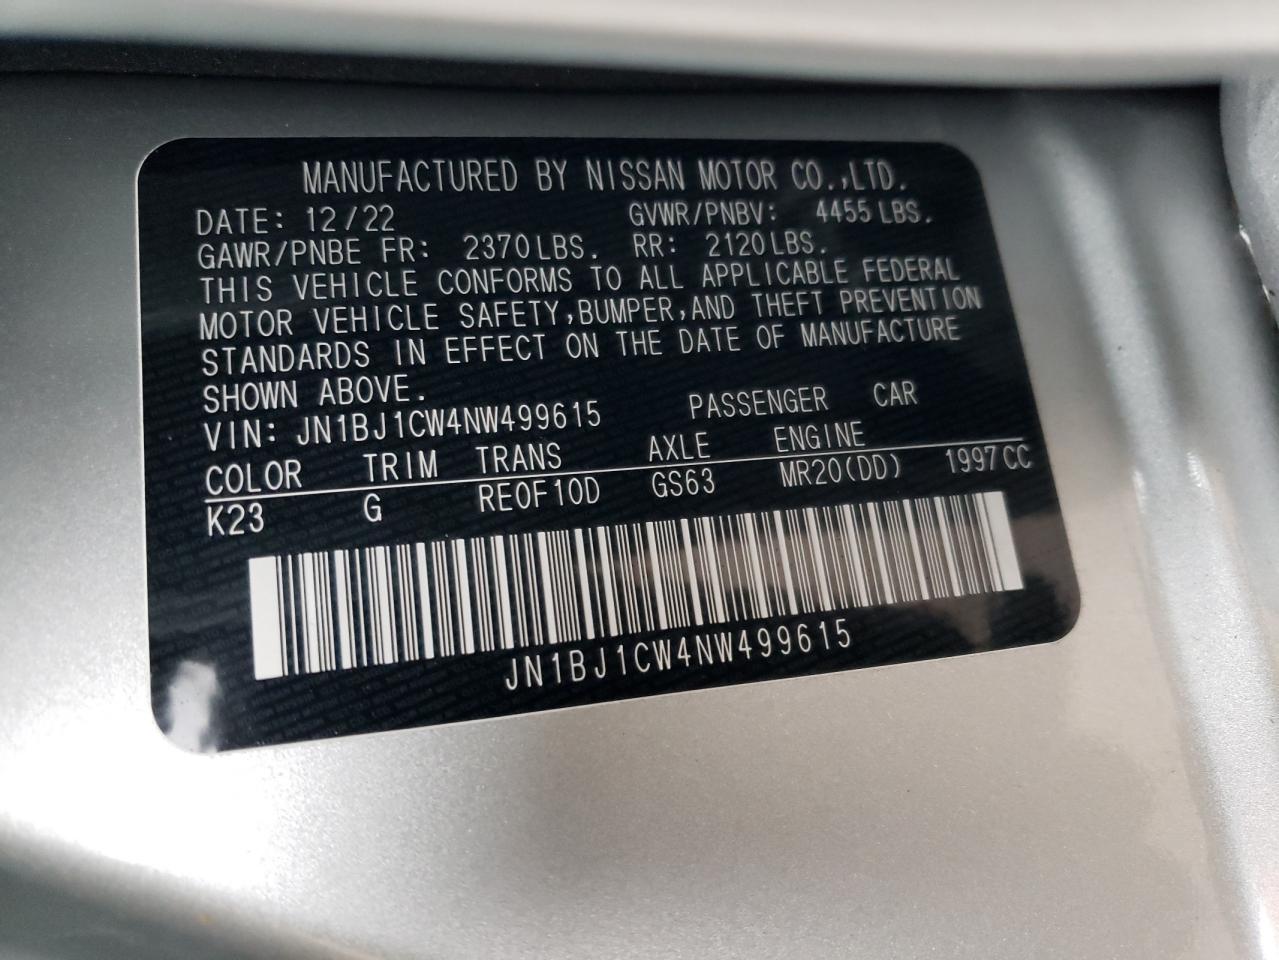 MANUFACTURED BY NISSAN MOTOR CO.,LTD.
DATE: 12/22 GVWR/PNBV: 4455 LBS.
GAWR/PNBE FR: 2370 LBS. RR: 2120 LBS.
THIS VEHICLE CONFORMS TO ALL APPLICABLE FEDERAL
MOTOR VEHICLE SAFETY,BUMPER,AND THEFT PREVENTION
STANDARDS IN EFFECT ON THE DATE OF MANUFACTURE
SHOWN ABOVE.
VIN: JN1BJ1CW4NW499615 PASSENGER CAR
COLOR TRIM TRANS AXLE ENGINE
K23 G RE0F10D GS63 MR20(DD) 1997 CC
JN1BJ1CW4NW499615